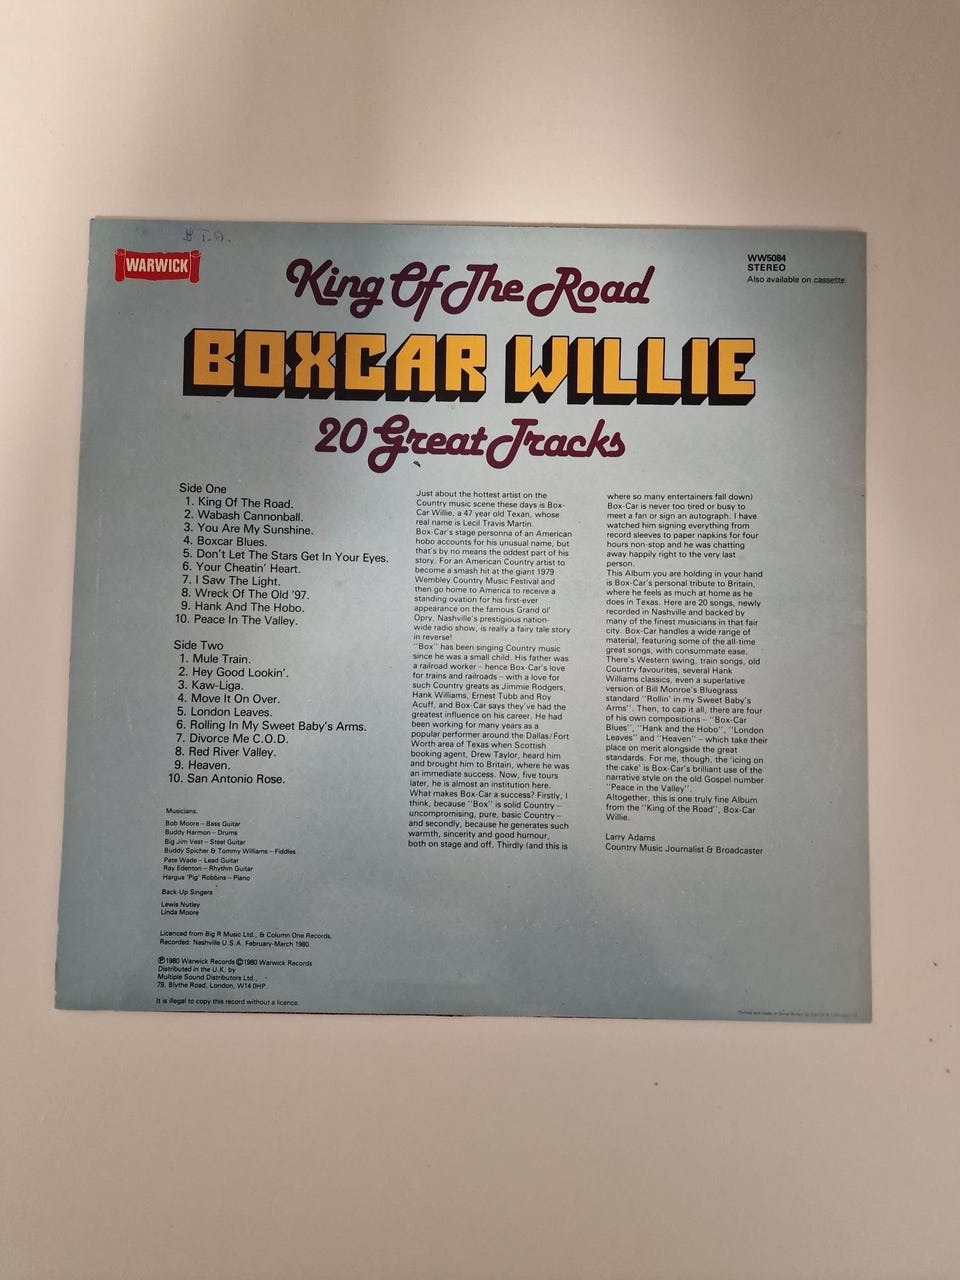 WARWICK
King Of The Road
WW5084
STEREO
Also available on cassette
BOXCAR WILLIE
20 Great Tracks
Side One
1. King Of The Road.
2. Wabash Cannonball.
3. You Are My Sunshine.
4. Boxcar Blues.
5. Don't Let The Stars Get In Your Eyes.
6. Your Cheatin' Heart.
7. I Saw The Light.
8. Wreck Of The Old '97.
9. Hank And The Hobo.
10. Peace In The Valley.
Side Two
1. Mule Train.
2. Hey Good Lookin'.
3. Kaw-Liga.
4. Move It On Over.
5. London Leaves.
6. Rolling In My Sweet Baby's Arms.
7. Divorce Me C.O.D.
8. Red River Valley.
9. Heaven.
10. San Antonio Rose.
Musicians.
Bob Moore – Bass Guitar
Buddy Harmon – Drums
Big Jim Vest – Steel Guitar
Buddy Spicher & Tommy Williams – Fiddles
Pete Wade – Lead Guitar
Ray Edenton – Rhythm Guitar
Hargus 'Pig' Robbins – Piano
Back-Up Singers
Lewis Nutley
Linda Moore
Licenced from Big R Music Ltd., & Column One Records.
Recorded: Nashville U.S.A. February-March 1980.
℗1980 Warwick Records ©1980 Warwick Records
Distributed in the U.K. by
Multiple Sound Distributors Ltd.,
79, Blythe Road, London, W14 0HP.
It is illegal to copy this record without a licence.
Just about the hottest artist on the
Country music scene these days is Box-
Car Willie, a 47 year old Texan, whose
real name is Lecil Travis Martin.
Box-Car's stage personna of an American
hobo accounts for his unusual name, but
that's by no means the oddest part of his
story. For an American Country artist to
become a smash hit at the giant 1979
Wembley Country Music Festival and
then go home to America to receive a
standing ovation for his first-ever
appearance on the famous Grand ol'
Opry, Nashville's prestigious nation-
wide radio show, is really a fairy tale story
in reverse!
"Box" has been singing Country music
since he was a small child. His father was
a railroad worker – hence Box-Car's love
for trains and railroads – with a love for
such Country greats as Jimmie Rodgers,
Hank Williams, Ernest Tubb and Roy
Acuff, and Box-Car says they've had the
greatest influence on his career. He had
been working for many years as a
popular performer around the Dallas/Fort
Worth area of Texas when Scottish
booking agent, Drew Taylor, heard him
and brought him to Britain, where he was
an immediate success. Now, five tours
later, he is almost an institution here.
What makes Box-Car a success? Firstly, I
think, because "Box" is solid Country –
uncompromising, pure, basic Country –
and secondly, because he generates such
warmth, sincerity and good humour,
both on stage and off. Thirdly (and this is
where so many entertainers fall down)
Box-Car is never too tired or busy to
meet a fan or sign an autograph. I have
watched him signing everything from
record sleeves to paper napkins for four
hours non-stop and he was chatting
away happily right to the very last
person.
This Album you are holding in your hand
is Box-Car's personal tribute to Britain,
where he feels as much at home as he
does in Texas. Here are 20 songs, newly
recorded in Nashville and backed by
many of the finest musicians in that fair
city. Box-Car handles a wide range of
material, featuring some of the all-time
great songs, with consummate ease.
There's Western swing, train songs, old
Country favourites, several Hank
Williams classics, even a superlative
version of Bill Monroe's Bluegrass
standard "Rollin' in my Sweet Baby's
Arms". Then, to cap it all, there are four
of his own compositions – "Box-Car
Blues", "Hank and the Hobo", "London
Leaves" and "Heaven" – which take their
place on merit alongside the great
standards. For me, though, the 'icing on
the cake' is Box-Car's brilliant use of the
narrative style on the old Gospel number
"Peace in the Valley".
Altogether, this is one truly fine Album
from the "King of the Road", Box-Car
Willie.
Larry Adams
Country Music Journalist & Broadcaster